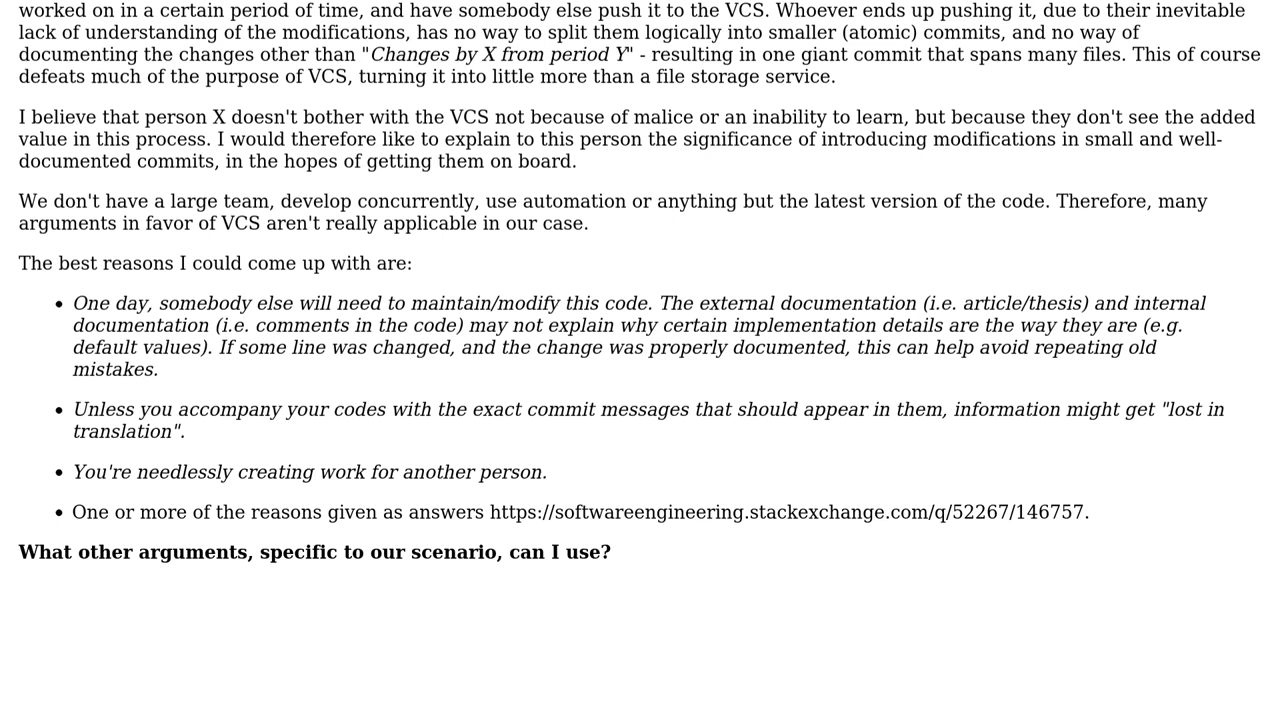 worked on in a certain period of time, and have somebody else push it to the VCS. Whoever ends up pushing it, due to their inevitable
lack of understanding of the modifications, has no way to split them logically into smaller (atomic) commits, and no way of
documenting the changes other than "Changes by X from period Y" - resulting in one giant commit that spans many files. This of course
defeats much of the purpose of VCS, turning it into little more than a file storage service.
I believe that person X doesn't bother with the VCS not because of malice or an inability to learn, but because they don't see the added
value in this process. I would therefore like to explain to this person the significance of introducing modifications in small and well-
documented commits, in the hopes of getting them on board.
We don't have a large team, develop concurrently, use automation or anything but the latest version of the code. Therefore, many
arguments in favor of VCS aren't really applicable in our case.
The best reasons I could come up with are:
• One day, somebody else will need to maintain/modify this code. The external documentation (i.e. article/thesis) and internal
documentation (i.e. comments in the code) may not explain why certain implementation details are the way they are (e.g.
default values). If some line was changed, and the change was properly documented, this can help avoid repeating old
mistakes.
• Unless you accompany your codes with the exact commit messages that should appear in them, information might get "lost in
translation".
• You're needlessly creating work for another person.
• One or more of the reasons given as answers https://softwareengineering.stackexchange.com/q/52267/146757.
What other arguments, specific to our scenario, can I use?